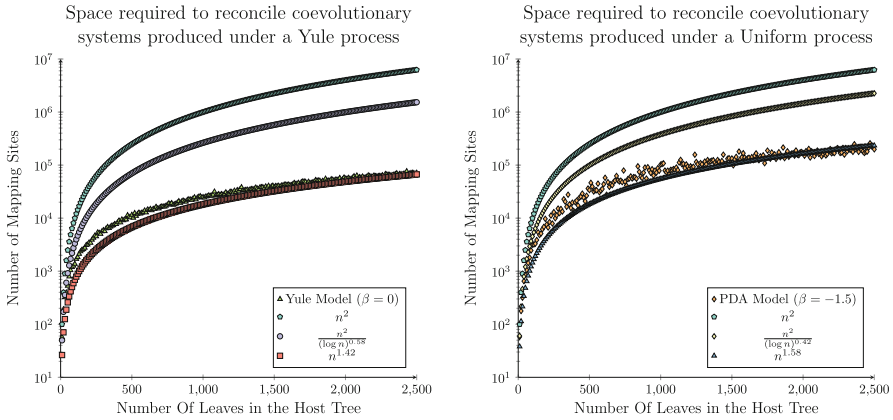 Space required to reconcile coevolutionary
systems produced under a Yule process
10^7
10^6
10^5
10^4
10^3
10^2
10^1
Number of Mapping Sites
Yule Model (β = 0)
n^2
n^2/(log n)^0.58
n^1.42
0
500
1,000
1,500
2,000
2,500
Number Of Leaves in the Host Tree
Space required to reconcile coevolutionary
systems produced under a Uniform process
10^7
10^6
10^5
10^4
10^3
10^2
10^1
Number of Mapping Sites
PDA Model (β = −1.5)
n^2
n^2/(log n)^0.42
n^1.58
0
500
1,000
1,500
2,000
2,500
Number Of Leaves in the Host Tree